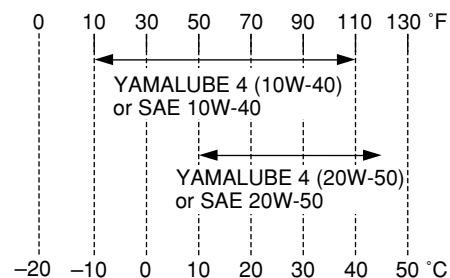 0 10 30 50 70 90 110 130 ˚F
YAMALUBE 4 (10W-40)
or SAE 10W-40
YAMALUBE 4 (20W-50)
or SAE 20W-50
–20 –10 0 10 20 30 40 50 ˚C